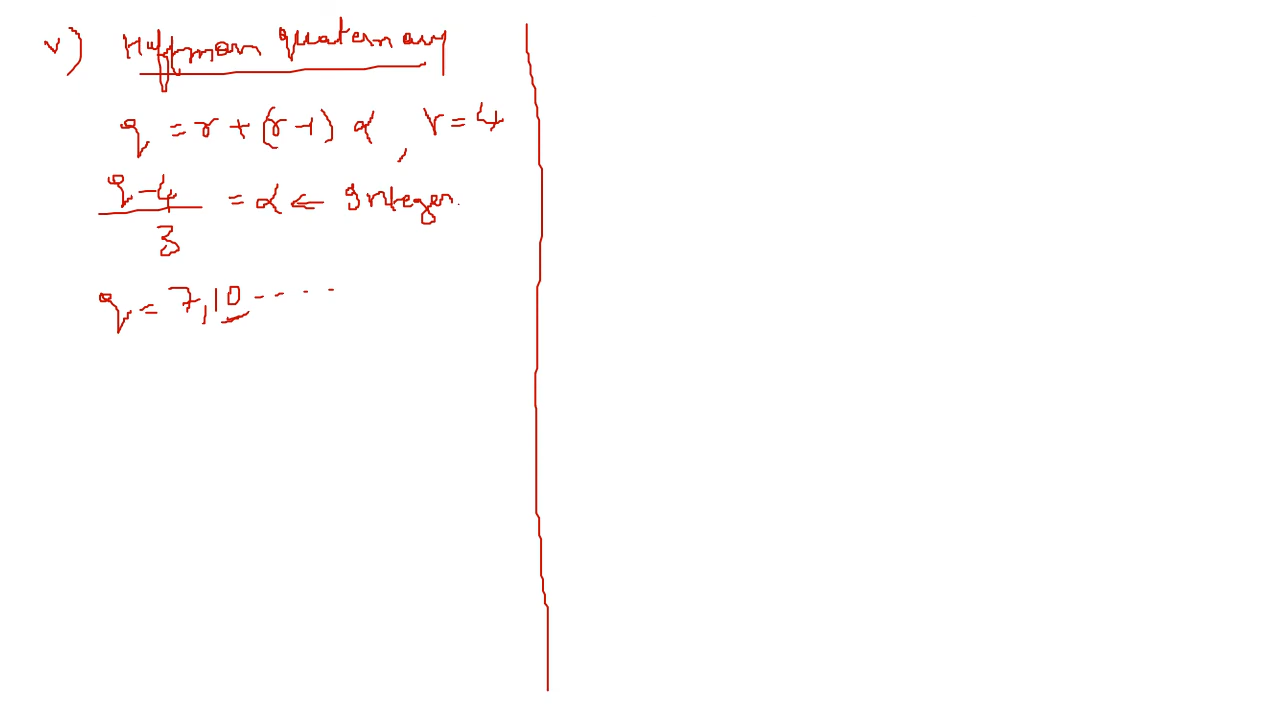 v) Huffman quaternary
q = r + (r-1) α, r = 4
q-4
= α ← Integer.
3
q = 7, 10 - - - -